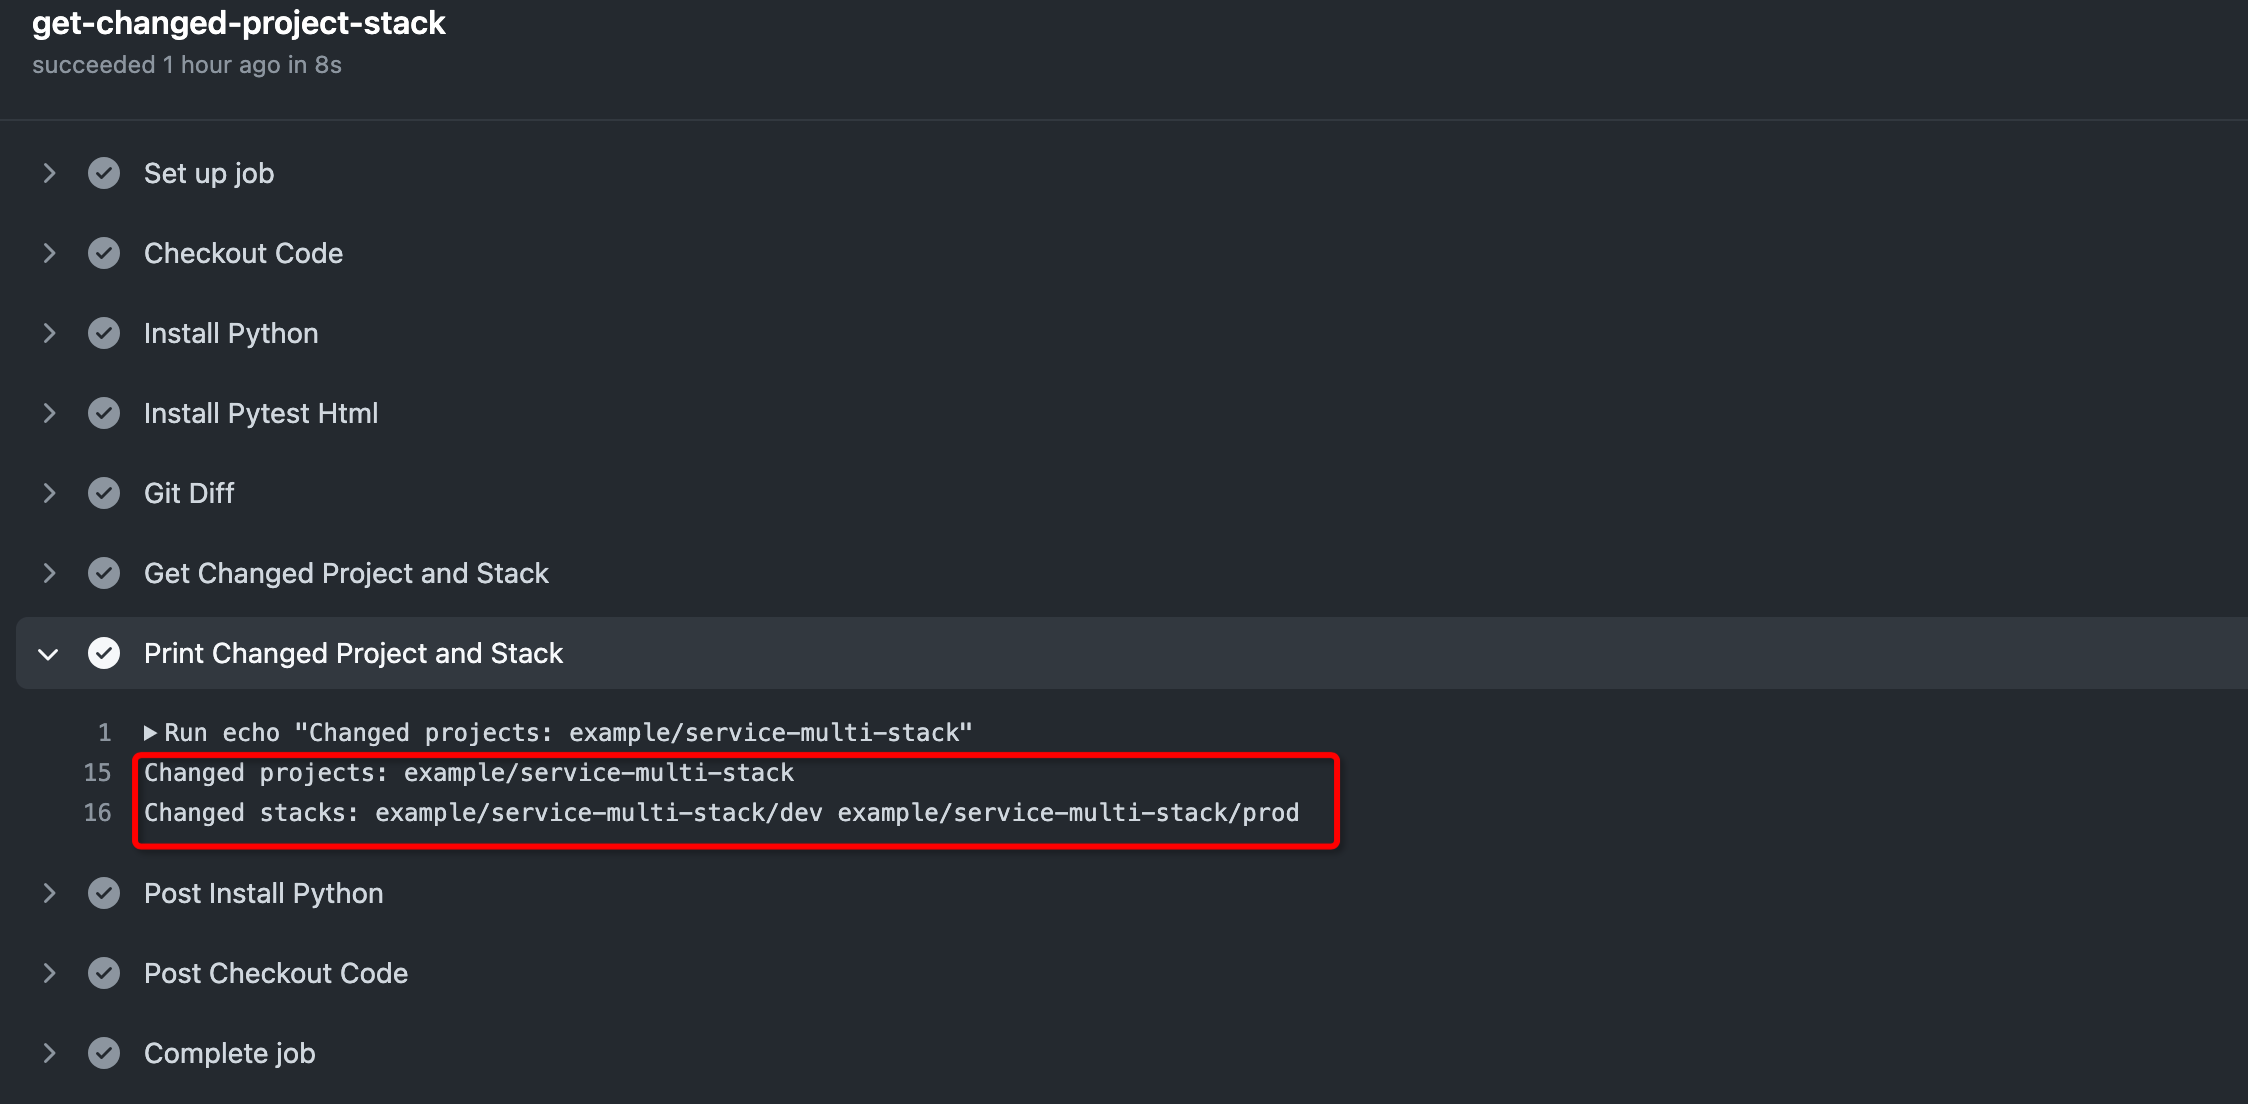 get-changed-project-stack
succeeded 1 hour ago in 8s
Set up job
Checkout Code
Install Python
Install Pytest Html
Git Diff
Get Changed Project and Stack
Print Changed Project and Stack
1 ▶Run echo "Changed projects: example/service-multi-stack"
15 Changed projects: example/service-multi-stack
16 Changed stacks: example/service-multi-stack/dev example/service-multi-stack/prod
Post Install Python
Post Checkout Code
Complete job